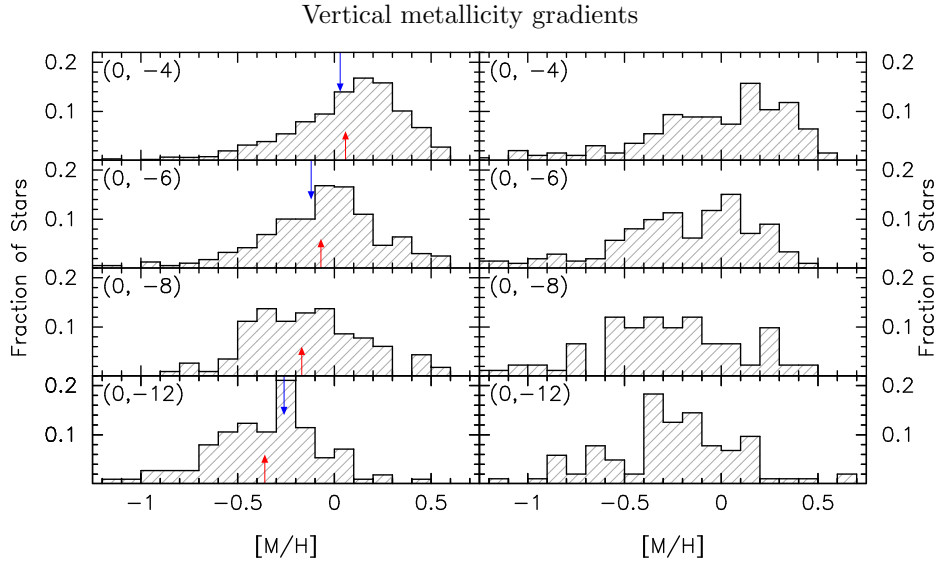 Vertical metallicity gradients
0.2 (0, −4) (0, −4) 0.2
0.1 0.1
0.2 (0, −6) (0, −6) 0.2
0.1 0.1
0.2 (0, −8) (0, −8) 0.2
0.1 0.1
0.2 (0,−12) (0,−12) 0.2
0.1 0.1
Fraction of Stars
Fraction of Stars
−1 −0.5 0 0.5 −1 −0.5 0 0.5
[M/H] [M/H]